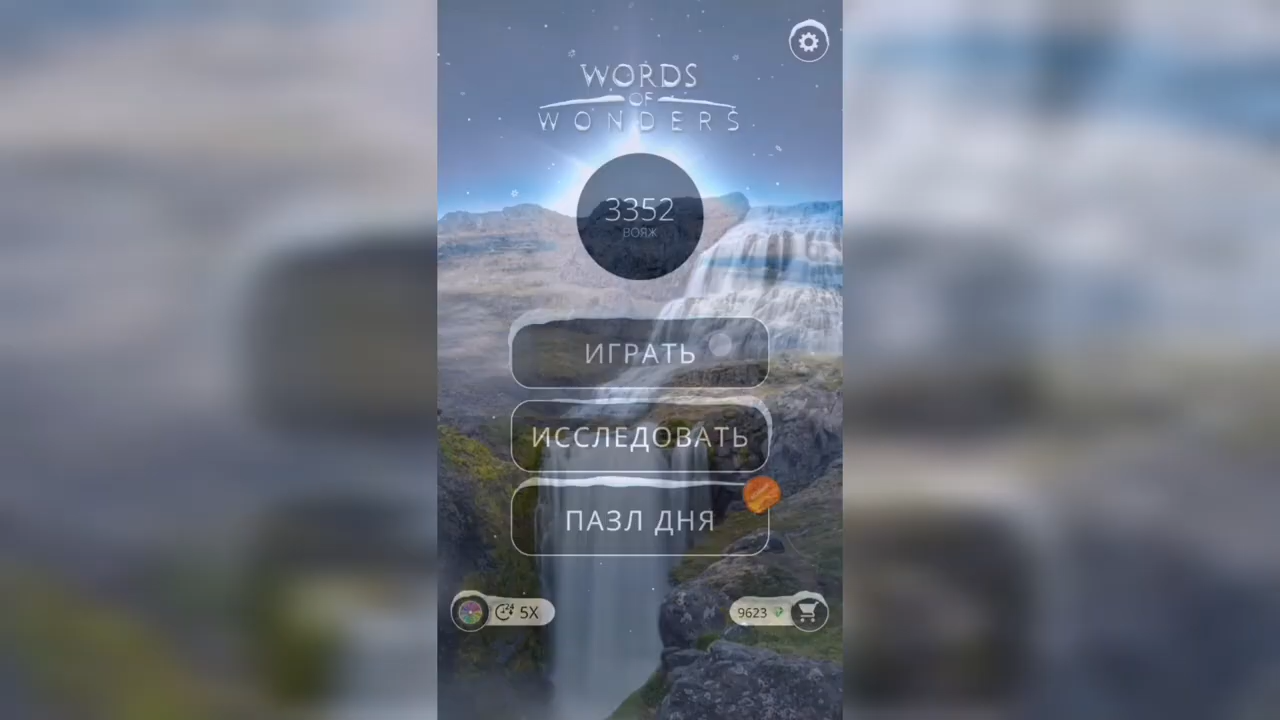 WORDS
OF
WONDERS
3352
ВОЯЖ
ИГРАТЬ
ИССЛЕДОВАТЬ
ПАЗЛ ДНЯ
5X
9623